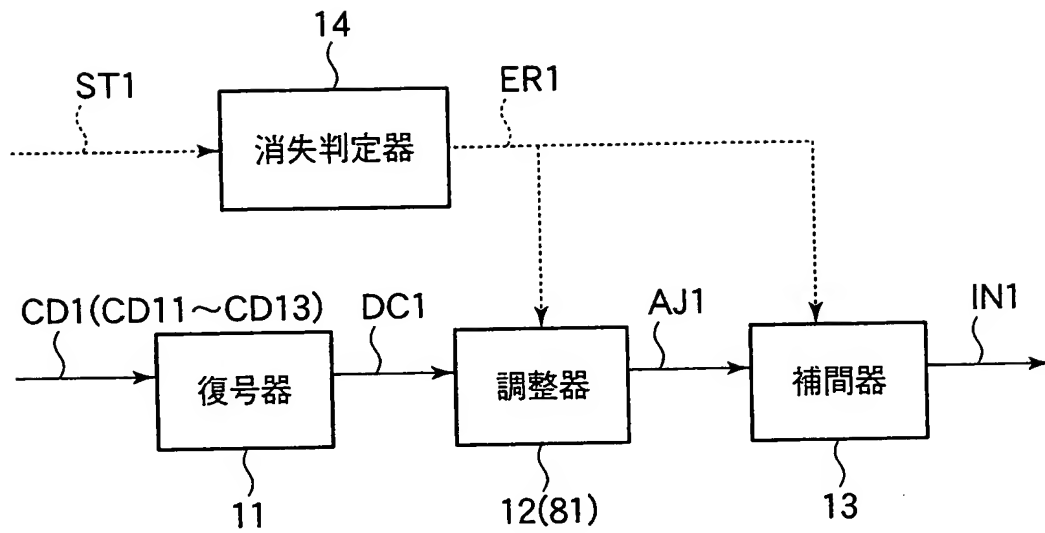 14
ST1
ER1
消失判定器
CD1(CD11～CD13)
DC1
AJ1
IN1
復号器
調整器
補間器
11
12(81)
13